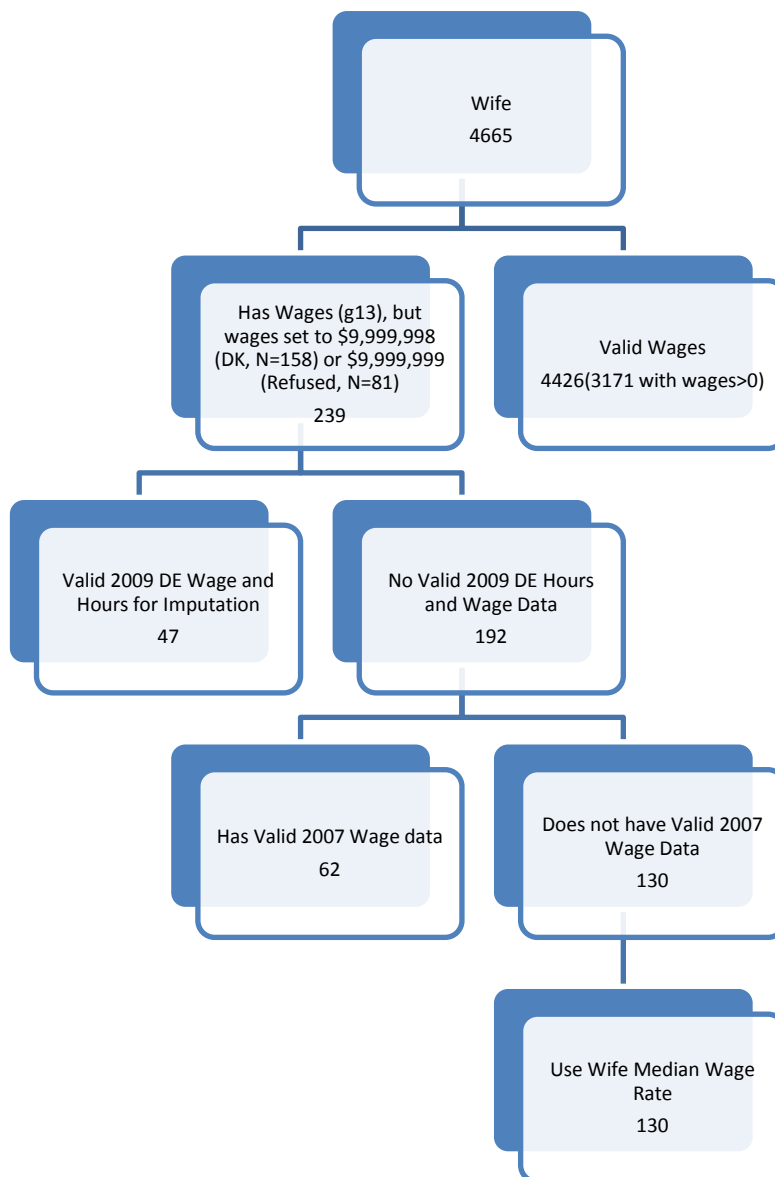 Wife
4665
Has Wages (g13), but
wages set to $9,999,998
(DK, N=158) or $9,999,999
(Refused, N=81)
239
Valid Wages
4426(3171 with wages>0)
Valid 2009 DE Wage and
Hours for Imputation
47
No Valid 2009 DE Hours
and Wage Data
192
Has Valid 2007 Wage data
62
Does not have Valid 2007
Wage Data
130
Use Wife Median Wage
Rate
130